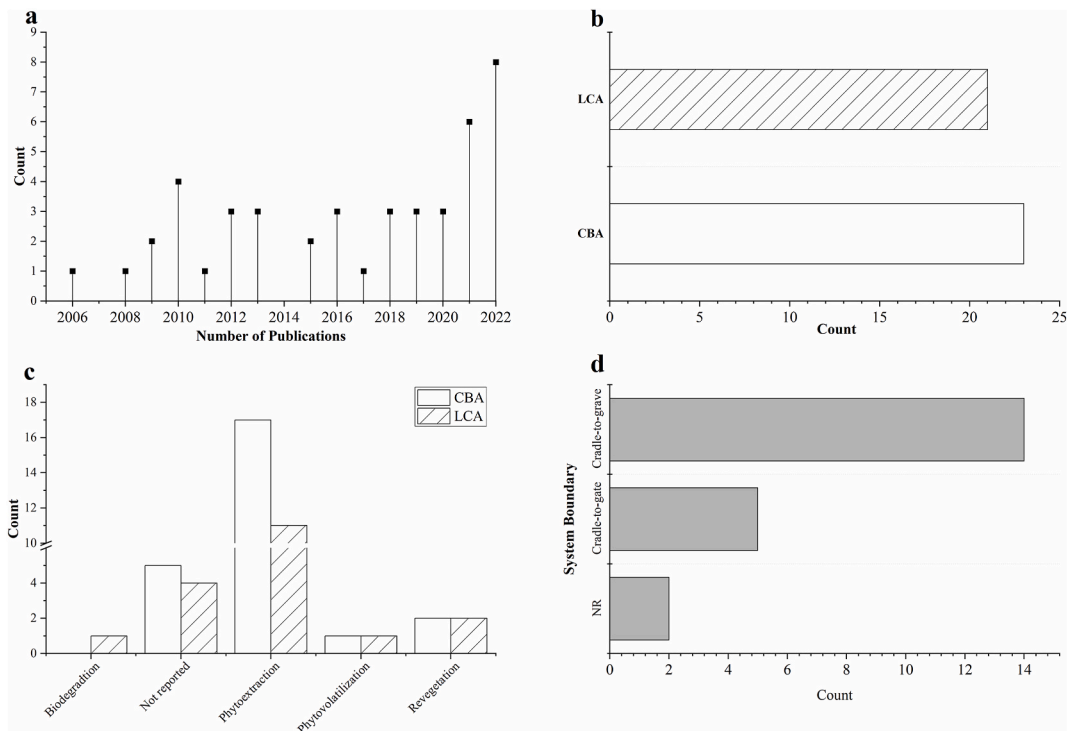 a
9
8
7
6
5
4
3
2
1
0
Count
2006 2008 2010 2012 2014 2016 2018 2020 2022
Number of Publications
b
LCA
CBA
0 5 10 15 20 25
Count
c
CBA
LCA
18
16
14
12
10
4
2
0
Count
Biodegradtion
Not reported
Phytoextraction
Phytovolatilization
Revegetation
d
System Boundary
Cradle-to-grave
Cradle-to-gate
NR
0 2 4 6 8 10 12 14
Count